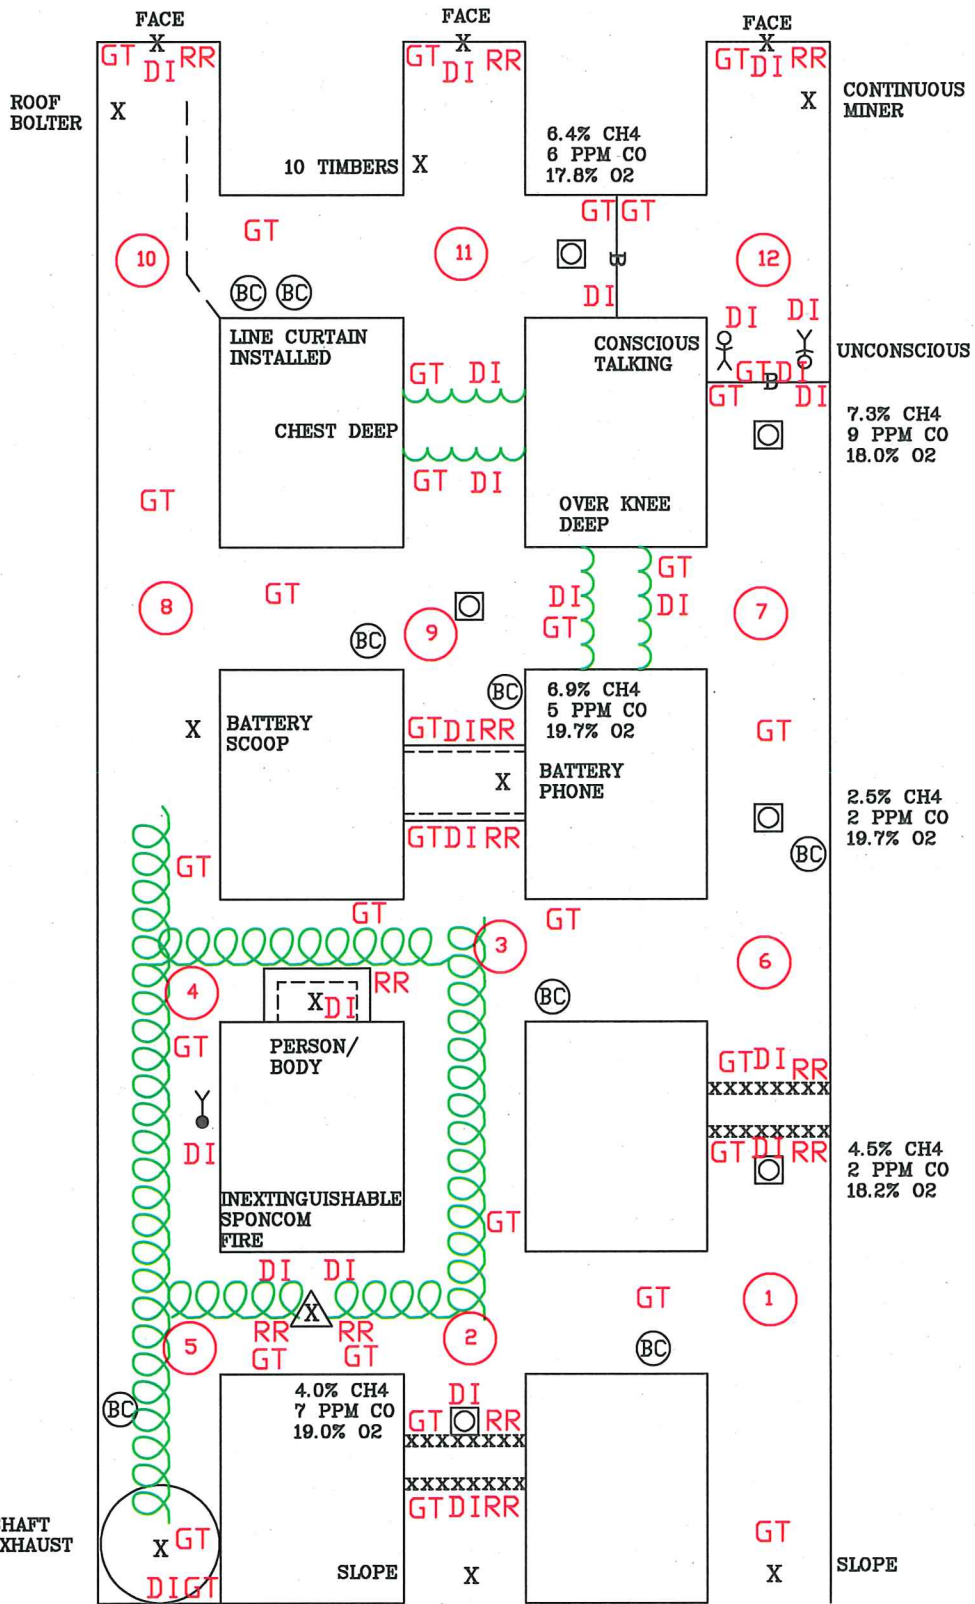 FACE
FACE
FACE
X
X
X
GT DI RR
GT DI RR
GT DI RR
ROOF
BOLTER
X
X
CONTINUOUS
MINER
10 TIMBERS X
6.4% CH4
6 PPM CO
17.8% O2
GT
GT GT
10
11
12
B
BC BC
DI
LINE CURTAIN
INSTALLED
CONSCIOUS
TALKING
DI
DI
UNCONSCIOUS
GT DI
GT DI
B
GT DI
7.3% CH4
9 PPM CO
18.0% O2
CHEST DEEP
GT DI
GT
OVER KNEE
DEEP
GT
DI
GT
GT
DI
8
9
7
BC
BC
6.9% CH4
5 PPM CO
19.7% O2
X
BATTERY
SCOOP
GT DI RR
GT
X
BATTERY
PHONE
GT DI RR
2.5% CH4
2 PPM CO
19.7% O2
BC
GT
GT
GT
3
6
4
RR
X DI
BC
GT
PERSON/
BODY
GT DI RR
XXXXXXXX
XXXXXXXX
GT DI RR
DI
4.5% CH4
2 PPM CO
18.2% O2
INEXTINGUISHABLE
SPONCOM
FIRE
GT
DI DI
X
GT
1
RR RR
GT GT
5
2
BC
4.0% CH4
7 PPM CO
19.0% O2
DI
GT RR
XXXXXXXX
XXXXXXXX
GT DI RR
BC
HAFT
XHAUST
X GT
DI GT
SLOPE
X
GT
X
SLOPE